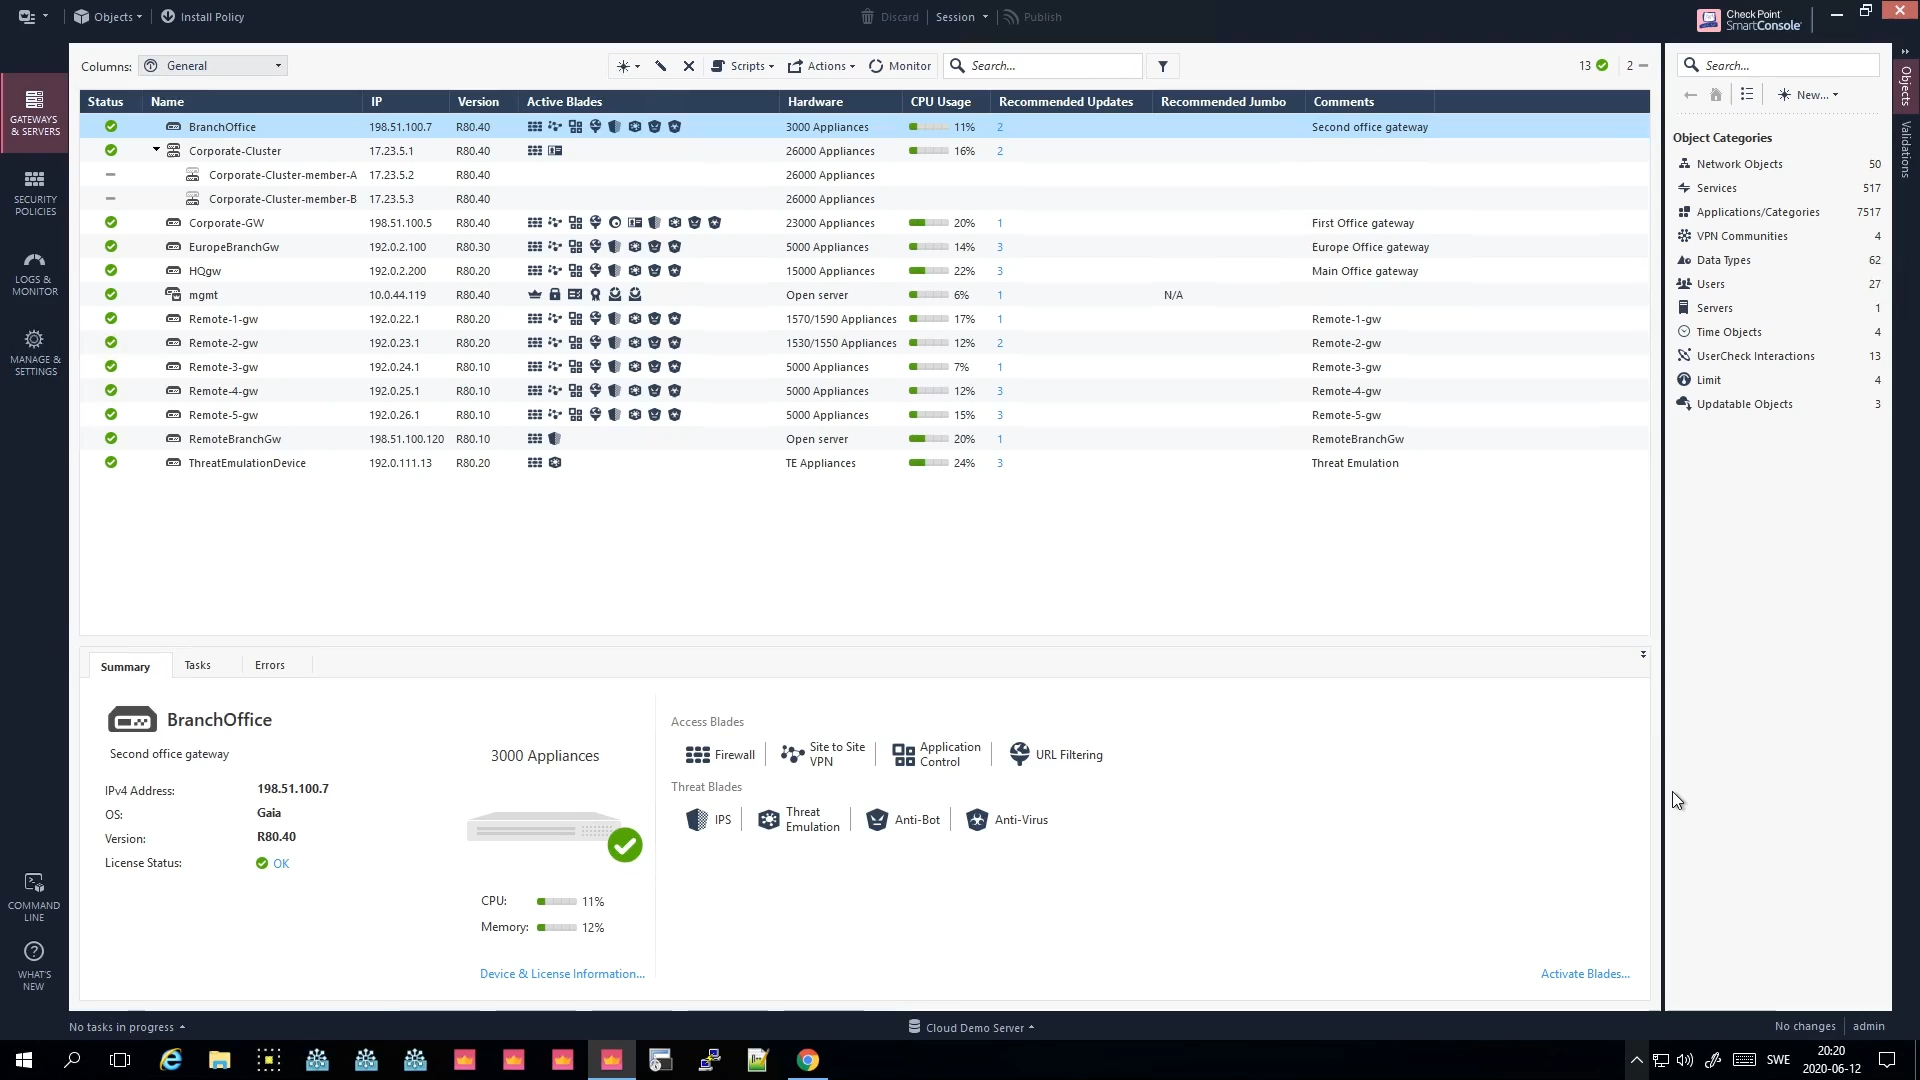 Objects
Install Policy
Discard
Session
Publish
Check Point
SmartConsole
Columns:
General
Scripts
Actions
Monitor
Search...
13
2
Status Name IP Version Active Blades Hardware CPU Usage Recommended Updates Recommended Jumbo Comments
BranchOffice 198.51.100.7 R80.40 3000 Appliances 11% 2 Second office gateway
Corporate-Cluster 17.23.5.1 R80.40 26000 Appliances 16% 2
Corporate-Cluster-member-A 17.23.5.2 R80.40 26000 Appliances
Corporate-Cluster-member-B 17.23.5.3 R80.40 26000 Appliances
Corporate-GW 198.51.100.5 R80.40 23000 Appliances 20% 1 First Office gateway
EuropeBranchGw 192.0.2.100 R80.30 5000 Appliances 14% 3 Europe Office gateway
HQgw 192.0.2.200 R80.20 15000 Appliances 22% 3 Main Office gateway
mgmt 10.0.44.119 R80.40 Open server 6% 1 N/A
Remote-1-gw 192.0.22.1 R80.20 1570/1590 Appliances 17% 1 Remote-1-gw
Remote-2-gw 192.0.23.1 R80.20 1530/1550 Appliances 12% 2 Remote-2-gw
Remote-3-gw 192.0.24.1 R80.10 5000 Appliances 7% 1 Remote-3-gw
Remote-4-gw 192.0.25.1 R80.10 5000 Appliances 12% 3 Remote-4-gw
Remote-5-gw 192.0.26.1 R80.10 5000 Appliances 15% 3 Remote-5-gw
RemoteBranchGw 198.51.100.120 R80.10 Open server 20% 1 RemoteBranchGw
ThreatEmulationDevice 192.0.111.13 R80.20 TE Appliances 24% 3 Threat Emulation
GATEWAYS
& SERVERS
SECURITY
POLICIES
LOGS &
MONITOR
MANAGE &
SETTINGS
COMMAND
LINE
WHAT'S
NEW
Summary
Tasks
Errors
BranchOffice
Second office gateway
IPv4 Address: 198.51.100.7
OS: Gaia
Version: R80.40
License Status: OK
3000 Appliances
CPU: 11%
Memory: 12%
Device & License Information...
Access Blades
Firewall
Site to Site
VPN
Application
Control
URL Filtering
Threat Blades
IPS
Threat
Emulation
Anti-Bot
Anti-Virus
Activate Blades...
Search...
New...
Object Categories
Network Objects 50
Services 517
Applications/Categories 7517
VPN Communities 4
Data Types 62
Users 27
Servers 1
Time Objects 4
UserCheck Interactions 13
Limit 4
Updatable Objects 3
Objects
Validations
No tasks in progress
Cloud Demo Server
No changes
admin
SWE
20:20
2020-06-12